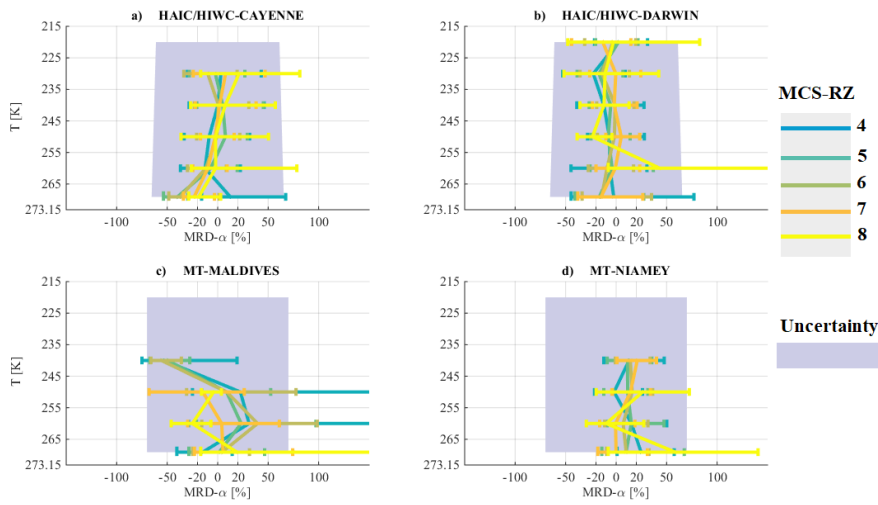 a) HAIC/HIWC-CAYENNE
215
225
235
245
255
265
273.15
T [K]
-100 -50 -20 0 20 50 100
MRD-α [%]
b) HAIC/HIWC-DARWIN
215
225
235
245
255
265
273.15
-100 -50 -20 0 20 50 100
MRD-α [%]
MCS-RZ
4
5
6
7
8
c) MT-MALDIVES
215
225
235
245
255
265
273.15
T [K]
-100 -50 -20 0 20 50 100
MRD-α [%]
d) MT-NIAMEY
215
225
235
245
255
265
273.15
-100 -50 -20 0 20 50 100
MRD-α [%]
Uncertainty